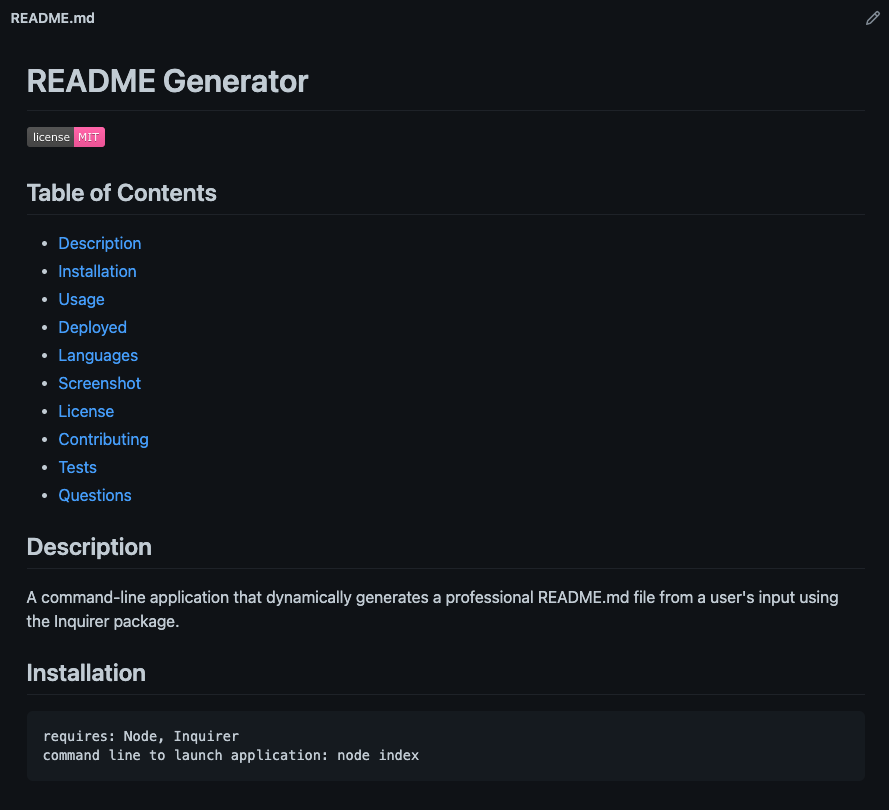 README.md
README Generator
license MIT
Table of Contents
Description
Installation
Usage
Deployed
Languages
Screenshot
License
Contributing
Tests
Questions
Description
A command-line application that dynamically generates a professional README.md file from a user's input using
the Inquirer package.
Installation
requires: Node, Inquirer
command line to launch application: node index